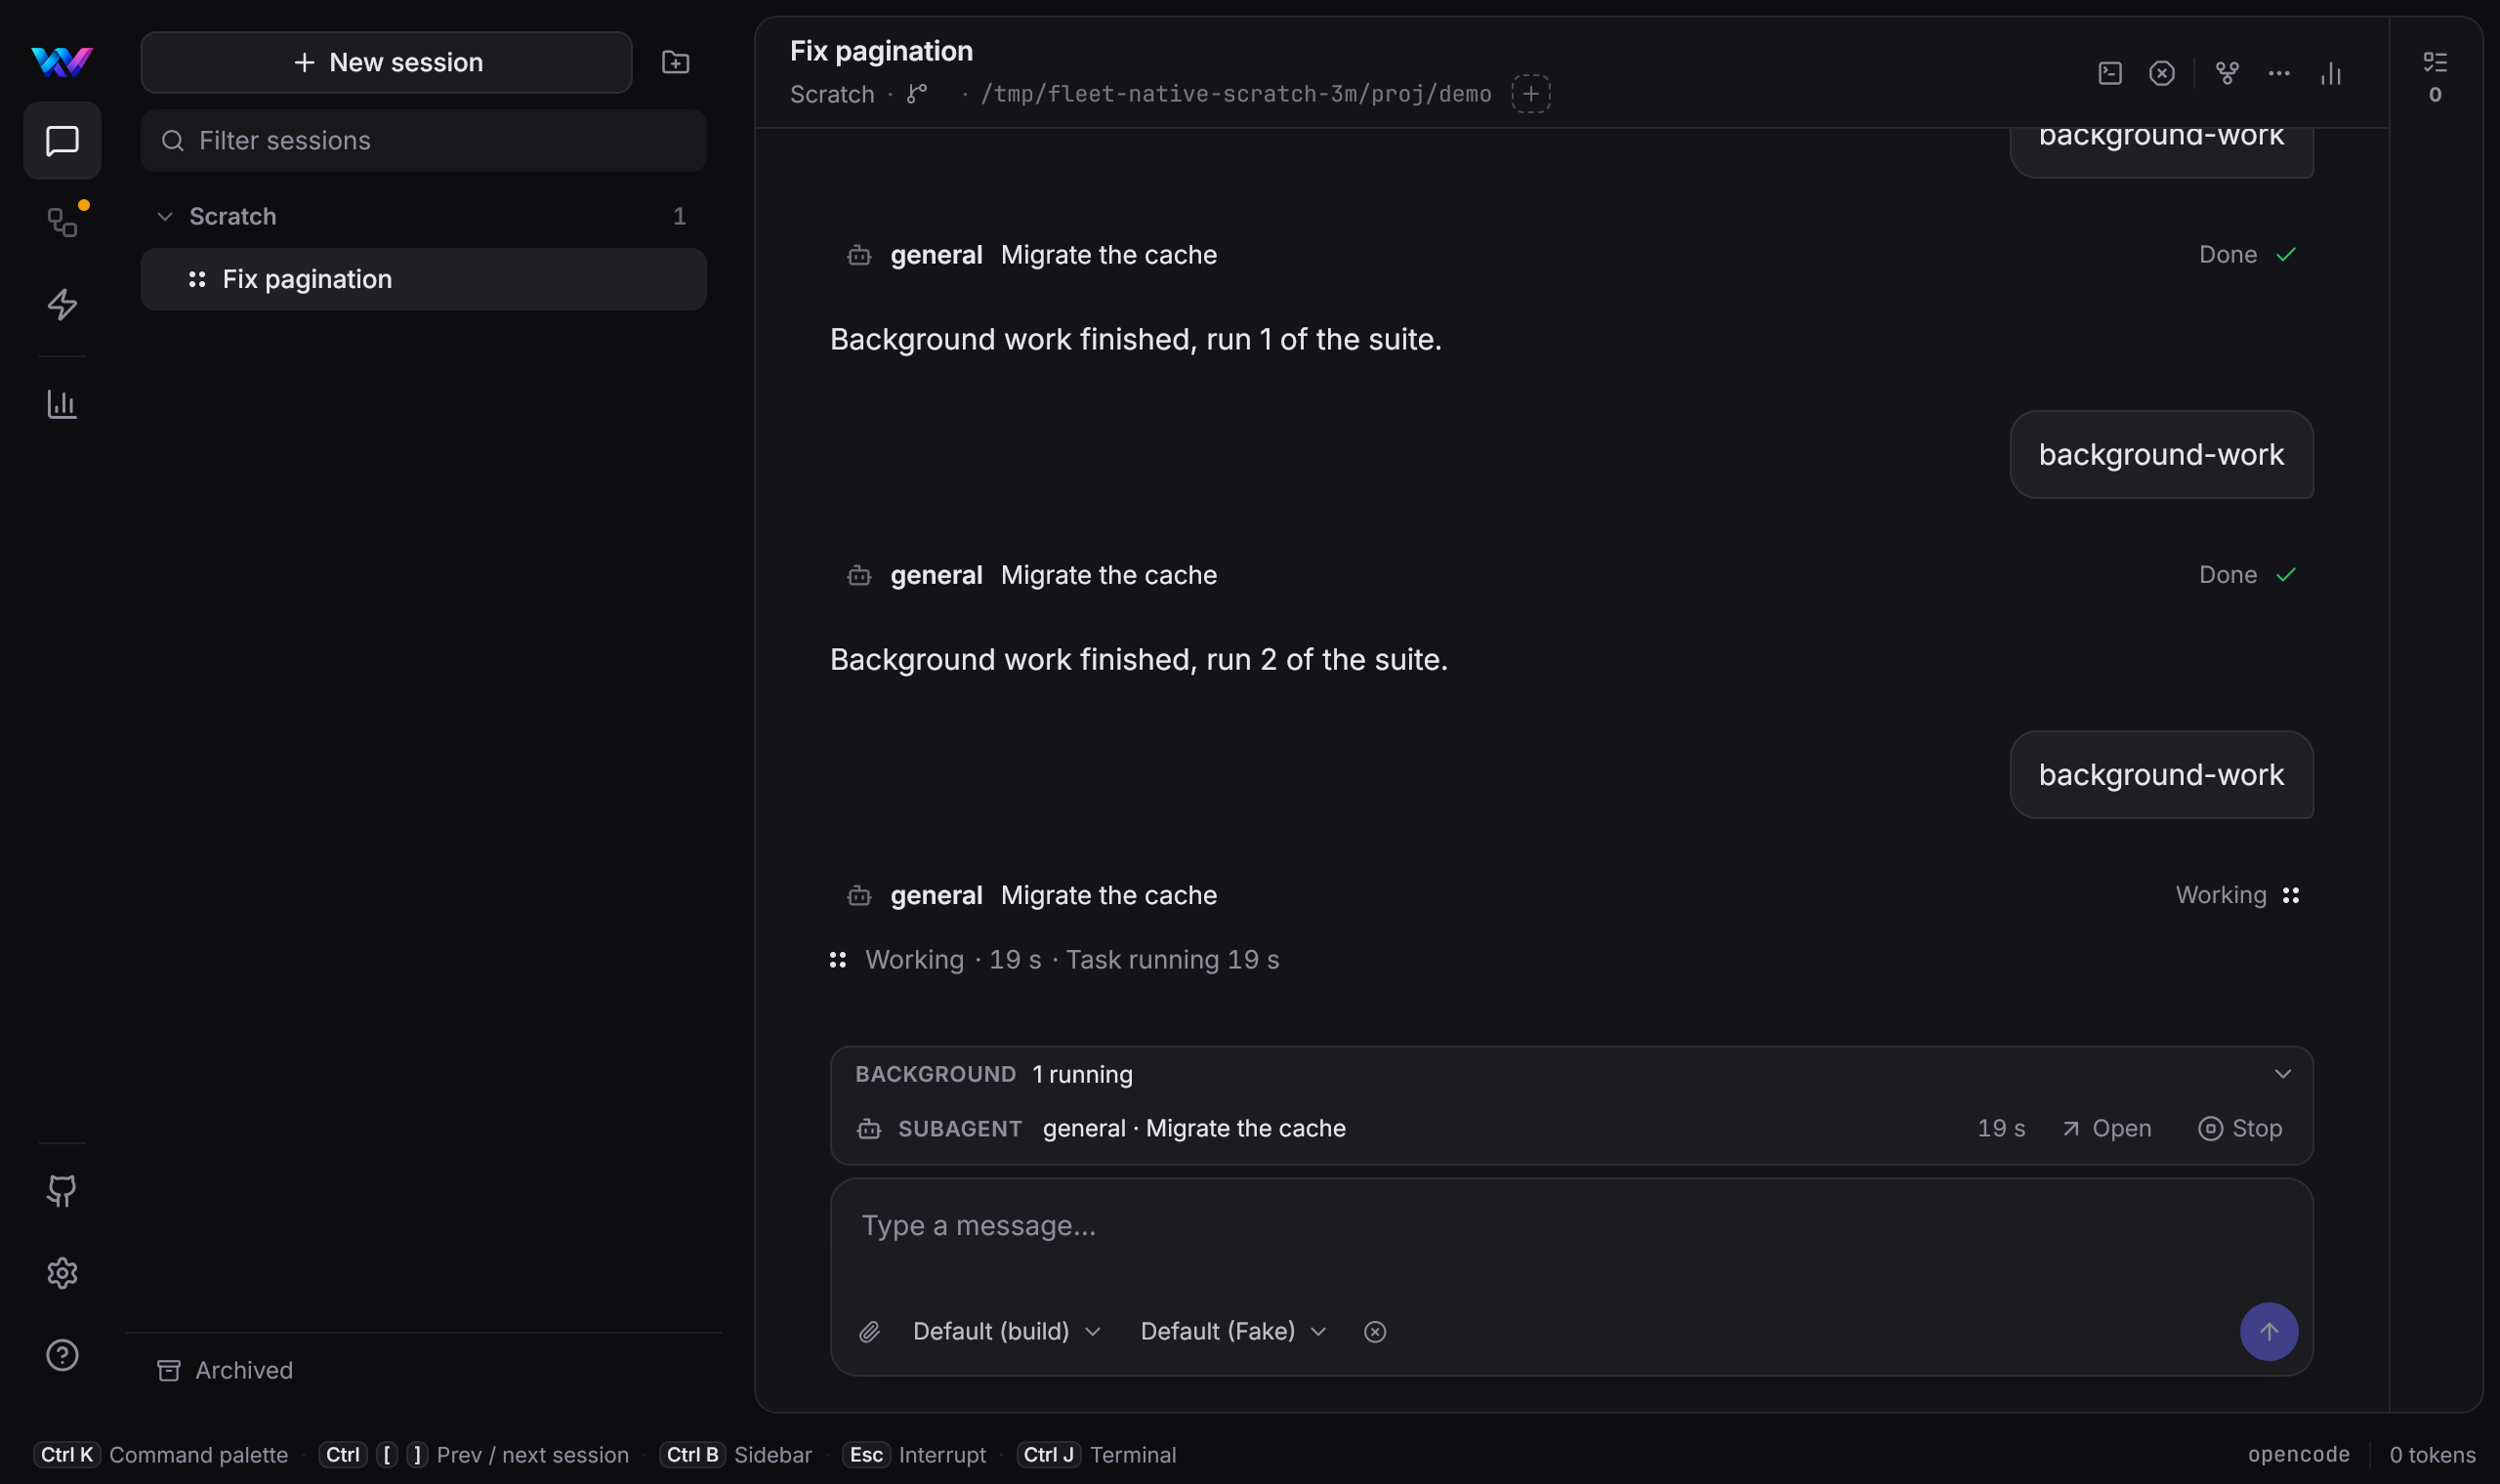 New session
Filter sessions
Scratch 1
Fix pagination
Archived
Fix pagination
Scratch · · /tmp/fleet-native-scratch-3m/proj/demo
0
background-work
general Migrate the cache Done
Background work finished, run 1 of the suite.
background-work
general Migrate the cache Done
Background work finished, run 2 of the suite.
background-work
general Migrate the cache Working
Working · 19 s · Task running 19 s
BACKGROUND 1 running
SUBAGENT general · Migrate the cache 19 s Open Stop
Type a message...
Default (build) Default (Fake)
Ctrl K Command palette · Ctrl [ ] Prev / next session · Ctrl B Sidebar · Esc Interrupt · Ctrl J Terminal opencode 0 tokens